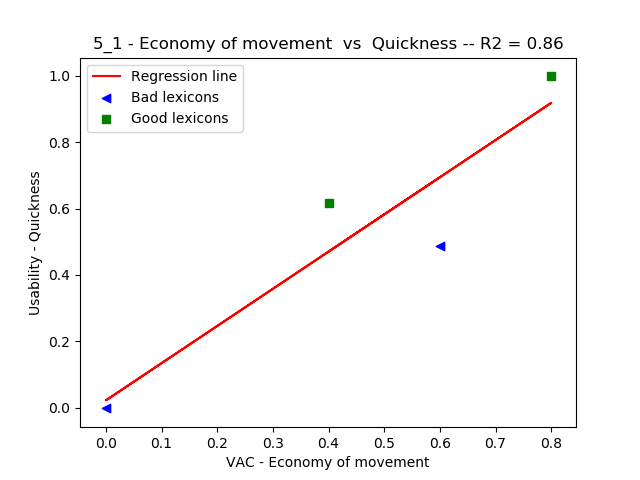 5_1 - Economy of movement  vs  Quickness -- R2 = 0.86
Regression line
Bad lexicons
Good lexicons
1.0
0.8
0.6
0.4
0.2
0.0
Usability - Quickness
0.0 0.1 0.2 0.3 0.4 0.5 0.6 0.7 0.8
VAC - Economy of movement